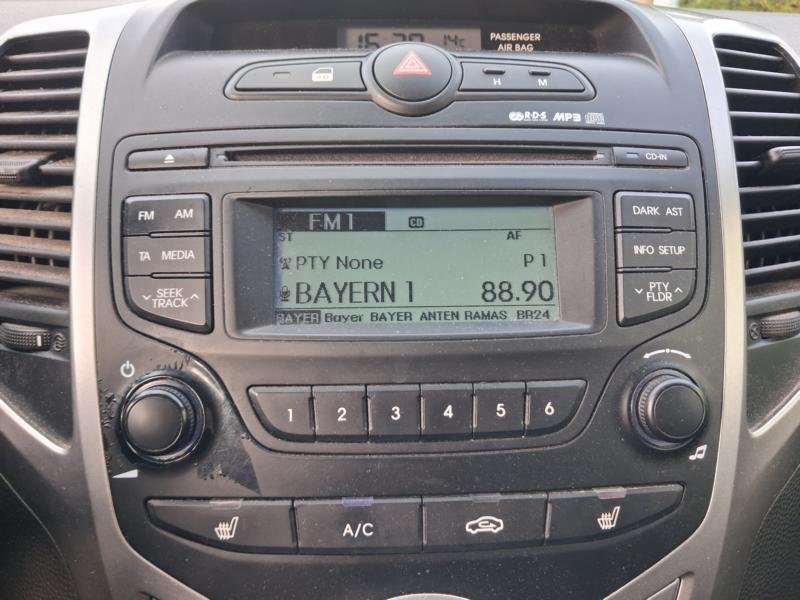 14°C
PASSENGER
AIR BAG
H M
R·D·S MP3
CD-IN
FM AM
TA MEDIA
SEEK
TRACK
FM1 CD
ST AF
PTY None P1
BAYERN 1 88.90
BAYER Bayer BAYER ANTEN RAMAS BR24
DARK AST
INFO SETUP
PTY
FLDR
1 2 3 4 5 6
A/C